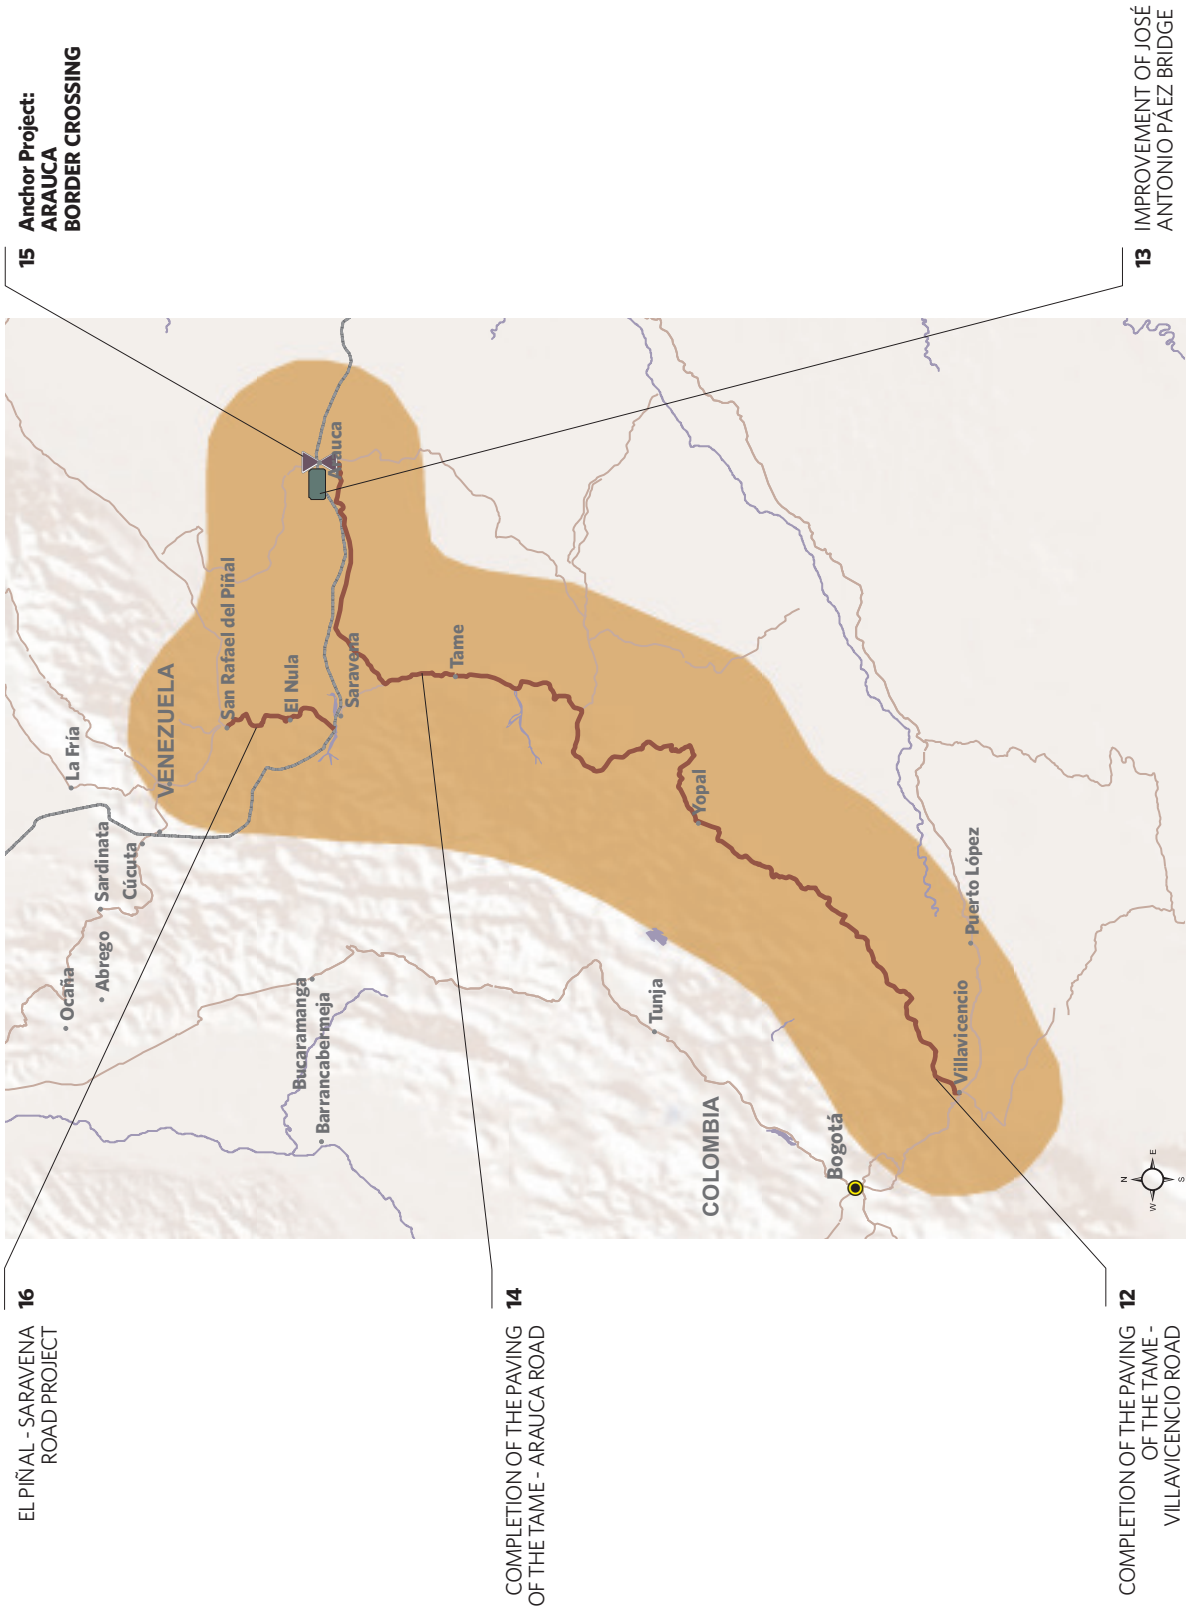 16
EL PIÑAL - SARAVENA
ROAD PROJECT
15 Anchor Project:
ARAUCA
BORDER CROSSING
Ocaña
La Fría
Abrego
Sardinata
Cúcuta
VENEZUELA
San Rafael del Piñal
El Nula
Bucaramanga
Barrancabermeja
Arauca
Saravena
Tame
14
COMPLETION OF THE PAVING
OF THE TAME - ARAUCA ROAD
Tunja
Yopal
COLOMBIA
Bogotá
Villavicencio
Puerto López
12
COMPLETION OF THE PAVING
OF THE TAME -
VILLAVICENCIO ROAD
N
W
E
S
13 IMPROVEMENT OF JOSÉ
ANTONIO PÁEZ BRIDGE